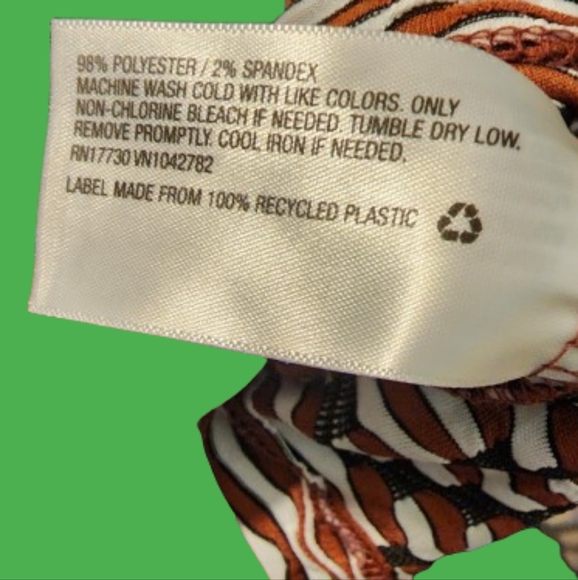 98% POLYESTER / 2% SPANDEX
MACHINE WASH COLD WITH LIKE COLORS. ONLY
NON-CHLORINE BLEACH IF NEEDED. TUMBLE DRY LOW.
REMOVE PROMPTLY. COOL IRON IF NEEDED.
RN17730 VN1042782
LABEL MADE FROM 100% RECYCLED PLASTIC